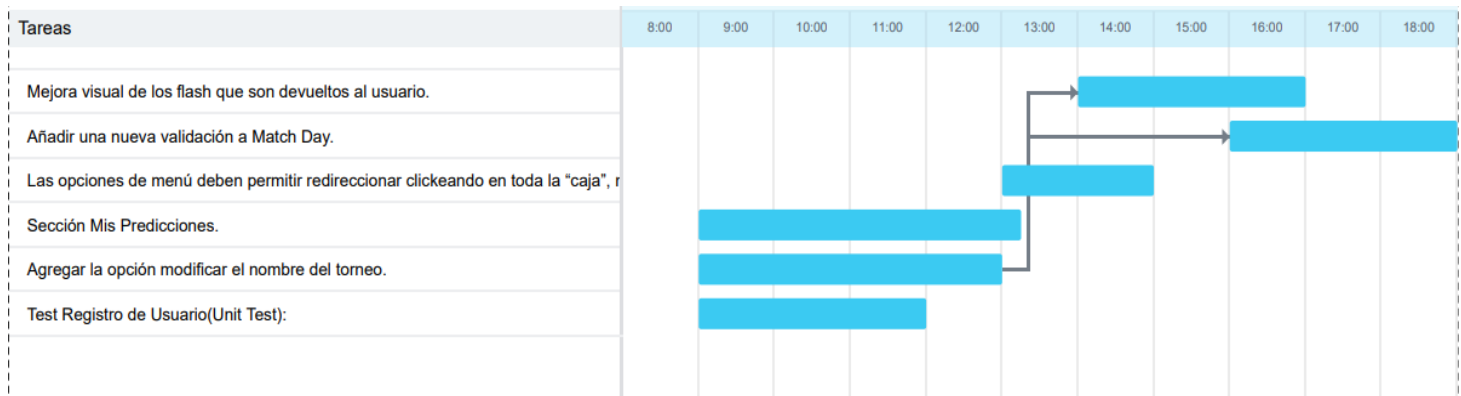 Tareas 8:00 9:00 10:00 11:00 12:00 13:00 14:00 15:00 16:00 17:00 18:00
Mejora visual de los flash que son devueltos al usuario.
Añadir una nueva validación a Match Day.
Las opciones de menú deben permitir redireccionar clickeando en toda la “caja”,
Sección Mis Predicciones.
Agregar la opción modificar el nombre del torneo.
Test Registro de Usuario(Unit Test):